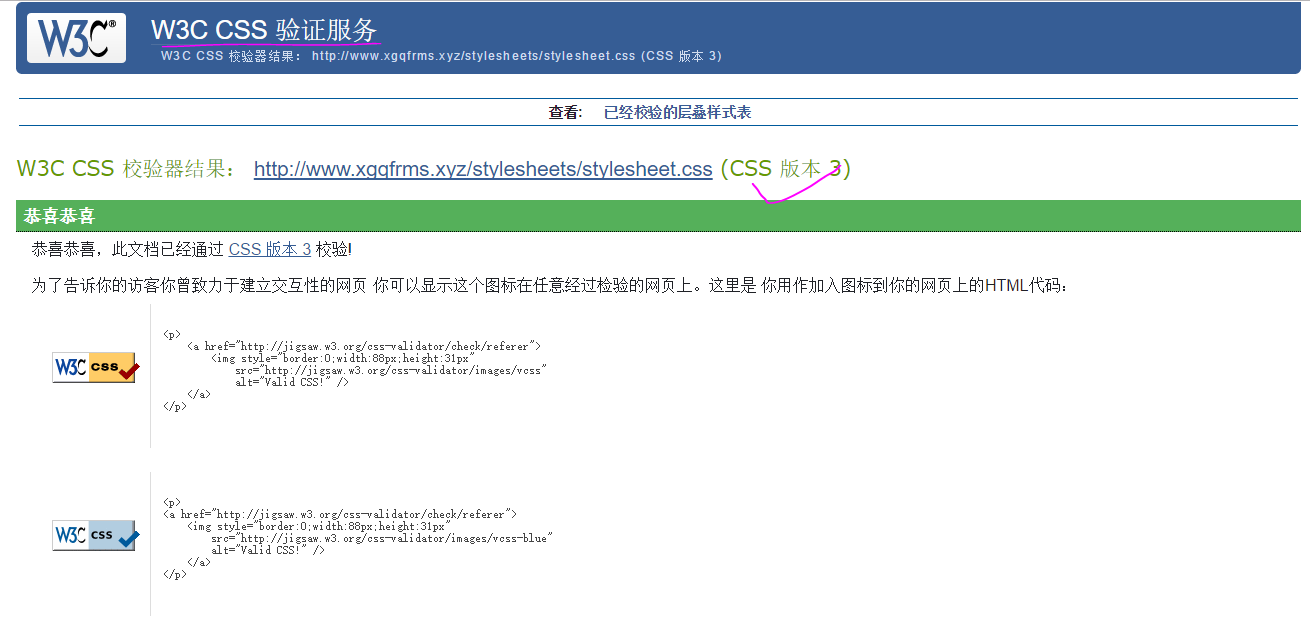 W3C® W3C CSS 验证服务
W3C CSS 校验器结果： http://www.xgqfrms.xyz/stylesheets/stylesheet.css (CSS 版本 3)
查看: 已经校验的层叠样式表
W3C CSS 校验器结果： http://www.xgqfrms.xyz/stylesheets/stylesheet.css (CSS 版本 3)
恭喜恭喜
恭喜恭喜，此文档已经通过 CSS 版本 3 校验!
为了告诉你的访客你曾致力于建立交互性的网页 你可以显示这个图标在任意经过检验的网页上。这里是 你用作加入图标到你的网页上的HTML代码：
W3C css
<p>
<a href="http://jigsaw.w3.org/css-validator/check/referer">
<img style="border:0;width:88px;height:31px"
src="http://jigsaw.w3.org/css-validator/images/vcss"
alt="Valid CSS!" />
</a>
</p>
W3C css
<p>
<a href="http://jigsaw.w3.org/css-validator/check/referer">
<img style="border:0;width:88px;height:31px"
src="http://jigsaw.w3.org/css-validator/images/vcss-blue"
alt="Valid CSS!" />
</a>
</p>